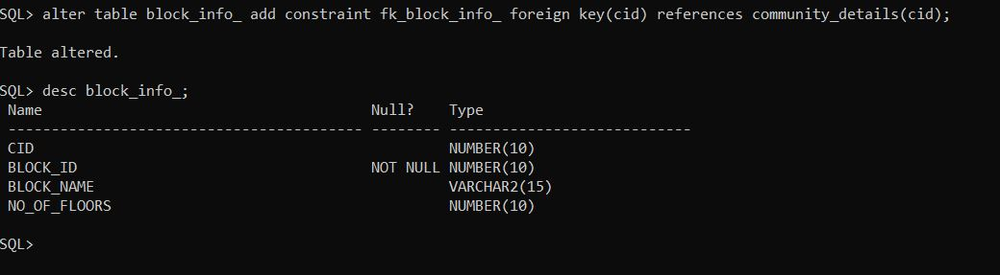 SQL> alter table block_info_ add constraint fk_block_info_ foreign key(cid) references community_details(cid);
Table altered.
SQL> desc block_info_;
 Name                                      Null?    Type
 ----------------------------------------- -------- ----------------------------
 CID                                                NUMBER(10)
 BLOCK_ID                                  NOT NULL NUMBER(10)
 BLOCK_NAME                                         VARCHAR2(15)
 NO_OF_FLOORS                                       NUMBER(10)
SQL>